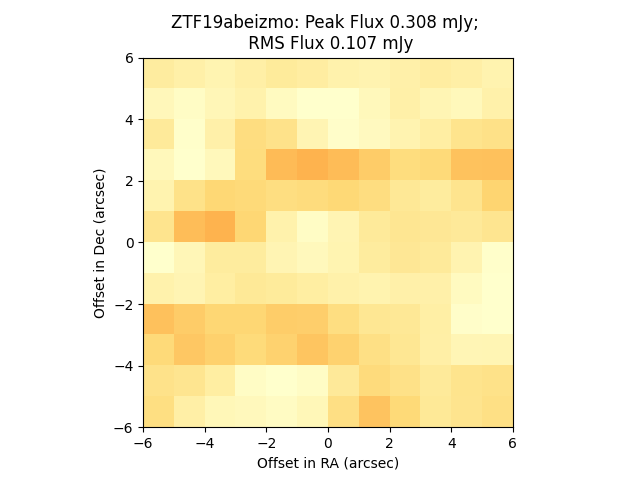 ZTF19abeizmo: Peak Flux 0.308 mJy;
RMS Flux 0.107 mJy
6
4
2
0
−2
−4
−6
Offset in Dec (arcsec)
−6 −4 −2 0 2 4 6
Offset in RA (arcsec)